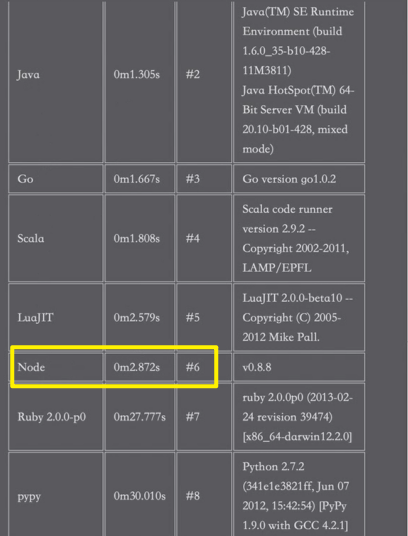 Java(TM) SE Runtime
Environment (build
1.6.0_35-b10-428-
11M3811)
Java 0m1.305s #2 Java HotSpot(TM) 64-
Bit Server VM (build
20.10-b01-428, mixed
mode)
Go 0m1.667s #3 Go version go1.0.2
Scala code runner
version 2.9.2 --
Scala 0m1.808s #4 Copyright 2002-2011,
LAMP/EPFL
LuaJIT 2.0.0-beta10 --
LuaJIT 0m2.579s #5 Copyright (C) 2005-
2012 Mike Pall.
Node 0m2.872s #6 v0.8.8
ruby 2.0.0p0 (2013-02-
Ruby 2.0.0-p0 0m27.777s #7 24 revision 39474)
[x86_64-darwin12.2.0]
Python 2.7.2
(341e1e3821ff, Jun 07
pypy 0m30.010s #8 2012, 15:42:54) [PyPy
1.9.0 with GCC 4.2.1]